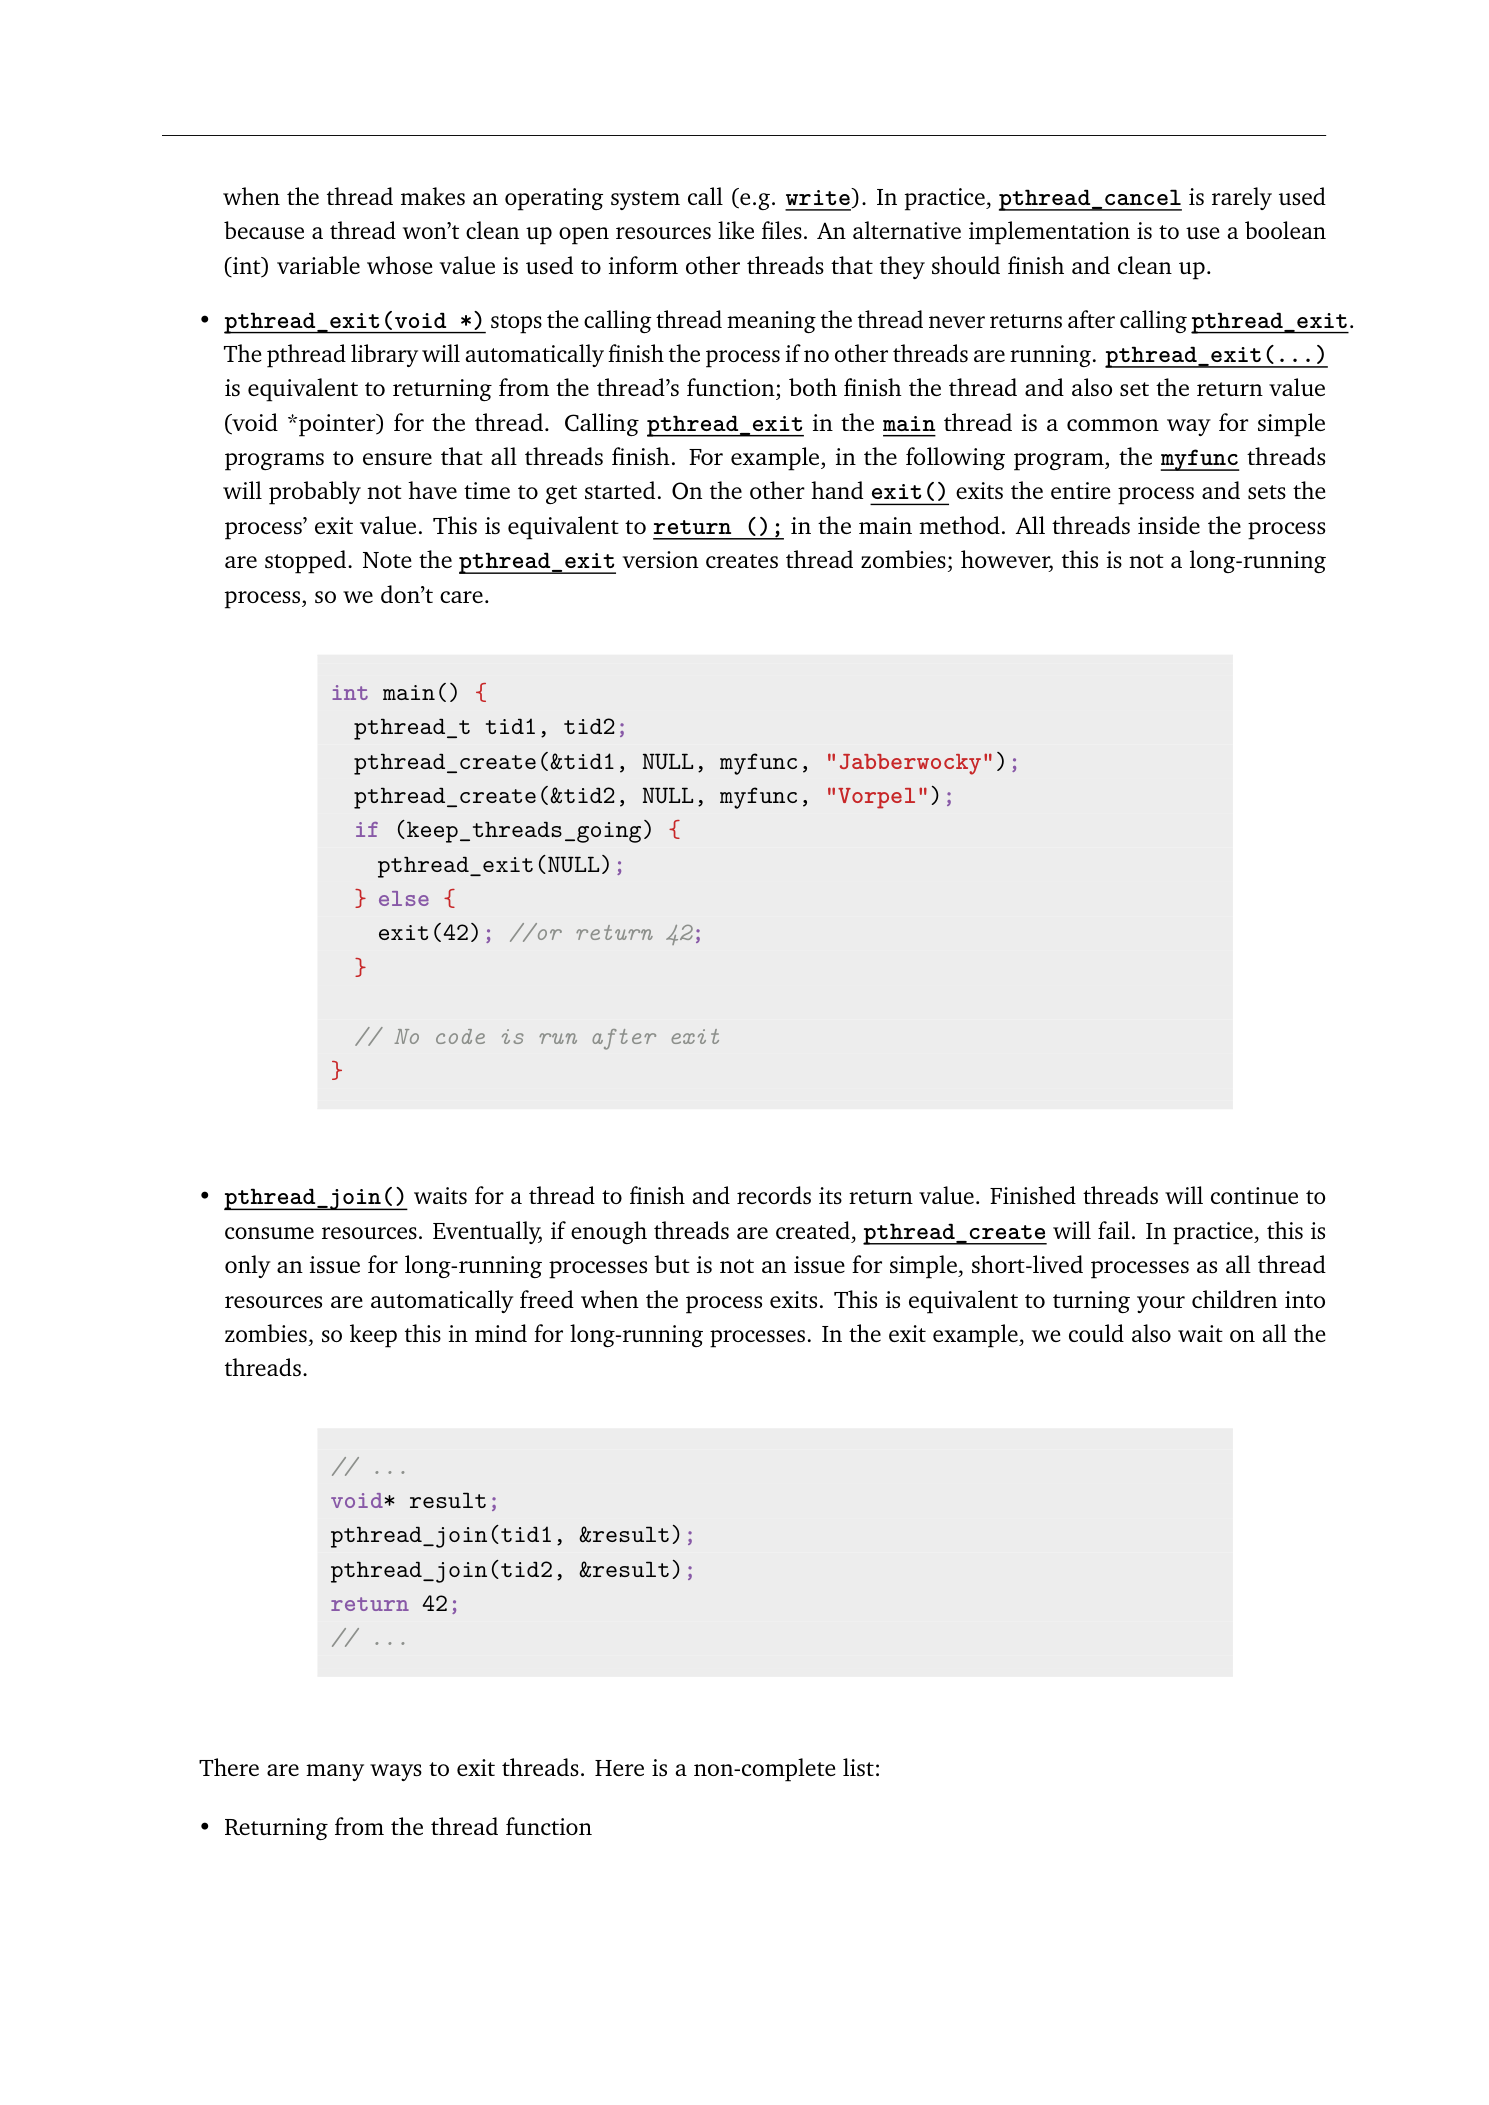 when the thread makes an operating system call (e.g. write). In practice, pthread_cancel is rarely used
because a thread won’t clean up open resources like files. An alternative implementation is to use a boolean
(int) variable whose value is used to inform other threads that they should finish and clean up.
• pthread_exit(void *) stops the calling thread meaning the thread never returns after calling pthread_exit.
The pthread library will automatically finish the process if no other threads are running. pthread_exit(...)
is equivalent to returning from the thread’s function; both finish the thread and also set the return value
(void *pointer) for the thread. Calling pthread_exit in the main thread is a common way for simple
programs to ensure that all threads finish. For example, in the following program, the myfunc threads
will probably not have time to get started. On the other hand exit() exits the entire process and sets the
process’ exit value. This is equivalent to return (); in the main method. All threads inside the process
are stopped. Note the pthread_exit version creates thread zombies; however, this is not a long-running
process, so we don’t care.
int main() {
  pthread_t tid1, tid2;
  pthread_create(&tid1, NULL, myfunc, "Jabberwocky");
  pthread_create(&tid2, NULL, myfunc, "Vorpel");
  if (keep_threads_going) {
    pthread_exit(NULL);
  } else {
    exit(42); //or return 42;
  }
  // No code is run after exit
}
• pthread_join() waits for a thread to finish and records its return value. Finished threads will continue to
consume resources. Eventually, if enough threads are created, pthread_create will fail. In practice, this is
only an issue for long-running processes but is not an issue for simple, short-lived processes as all thread
resources are automatically freed when the process exits. This is equivalent to turning your children into
zombies, so keep this in mind for long-running processes. In the exit example, we could also wait on all the
threads.
// ...
void* result;
pthread_join(tid1, &result);
pthread_join(tid2, &result);
return 42;
// ...
There are many ways to exit threads. Here is a non-complete list:
• Returning from the thread function